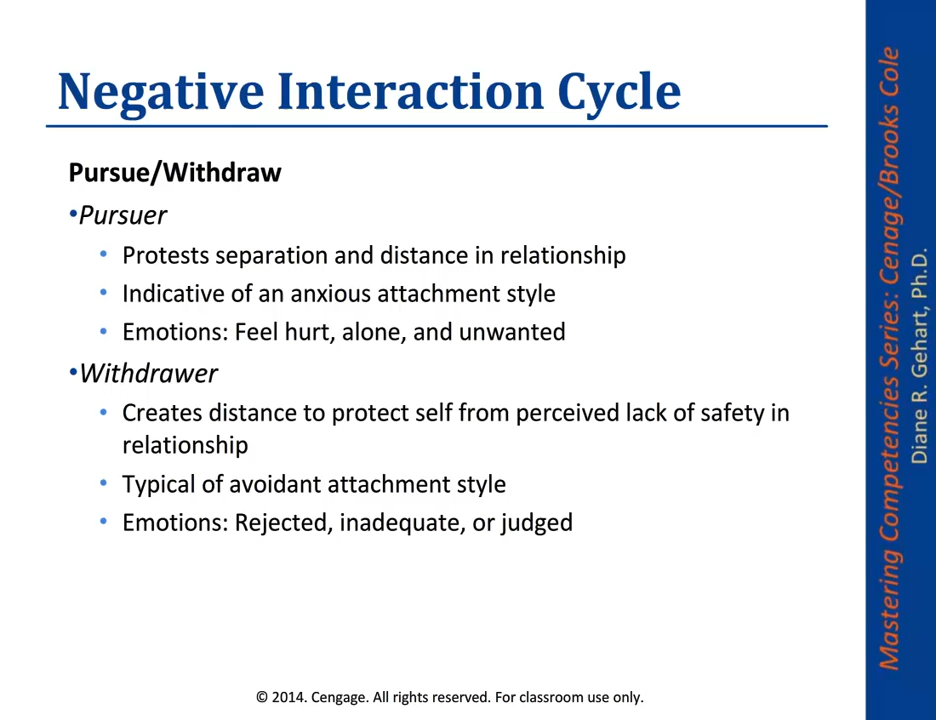 Negative Interaction Cycle
Pursue/Withdraw
•Pursuer
• Protests separation and distance in relationship
• Indicative of an anxious attachment style
• Emotions: Feel hurt, alone, and unwanted
•Withdrawer
• Creates distance to protect self from perceived lack of safety in
relationship
• Typical of avoidant attachment style
• Emotions: Rejected, inadequate, or judged
© 2014. Cengage. All rights reserved. For classroom use only.
Mastering Competencies Series: Cenage/Brooks Cole
Diane R. Gehart, Ph.D.